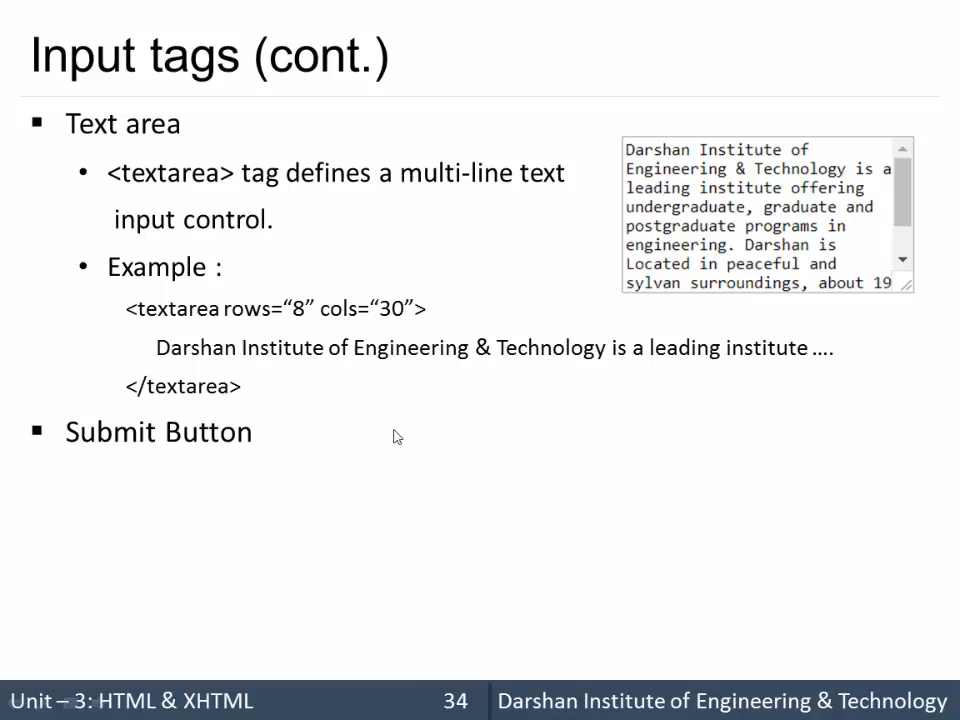 Input tags (cont.)
▪ Text area
• <textarea> tag defines a multi-line text
input control.
• Example :
<textarea rows=“8” cols=“30”>
Darshan Institute of Engineering & Technology is a leading institute ….
</textarea>
▪ Submit Button
Darshan Institute of
Engineering & Technology is a
leading institute offering
undergraduate, graduate and
postgraduate programs in
engineering. Darshan is
Located in peaceful and
sylvan surroundings, about 19
Unit – 3: HTML & XHTML
34
Darshan Institute of Engineering & Technology